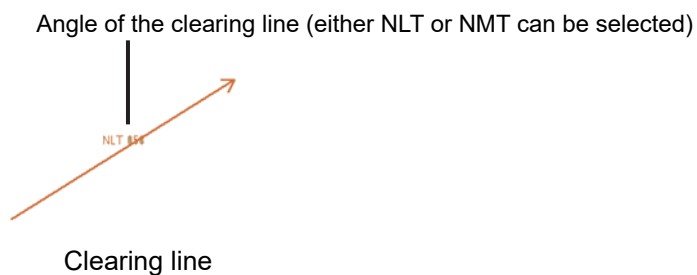 Angle of the clearing line (either NLT or NMT can be selected)
NLT
Clearing line